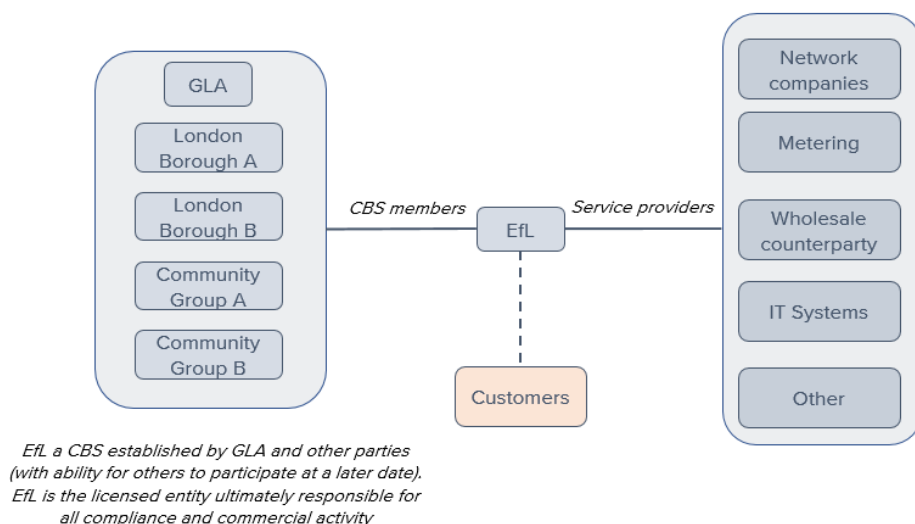 GLA
London
Borough A
London
Borough B
Community
Group A
Community
Group B
CBS members
EfL
Service providers
Customers
Network
companies
Metering
Wholesale
counterparty
IT Systems
Other
EfL a CBS established by GLA and other parties
(with ability for others to participate at a later date).
EfL is the licensed entity ultimately responsible for
all compliance and commercial activity